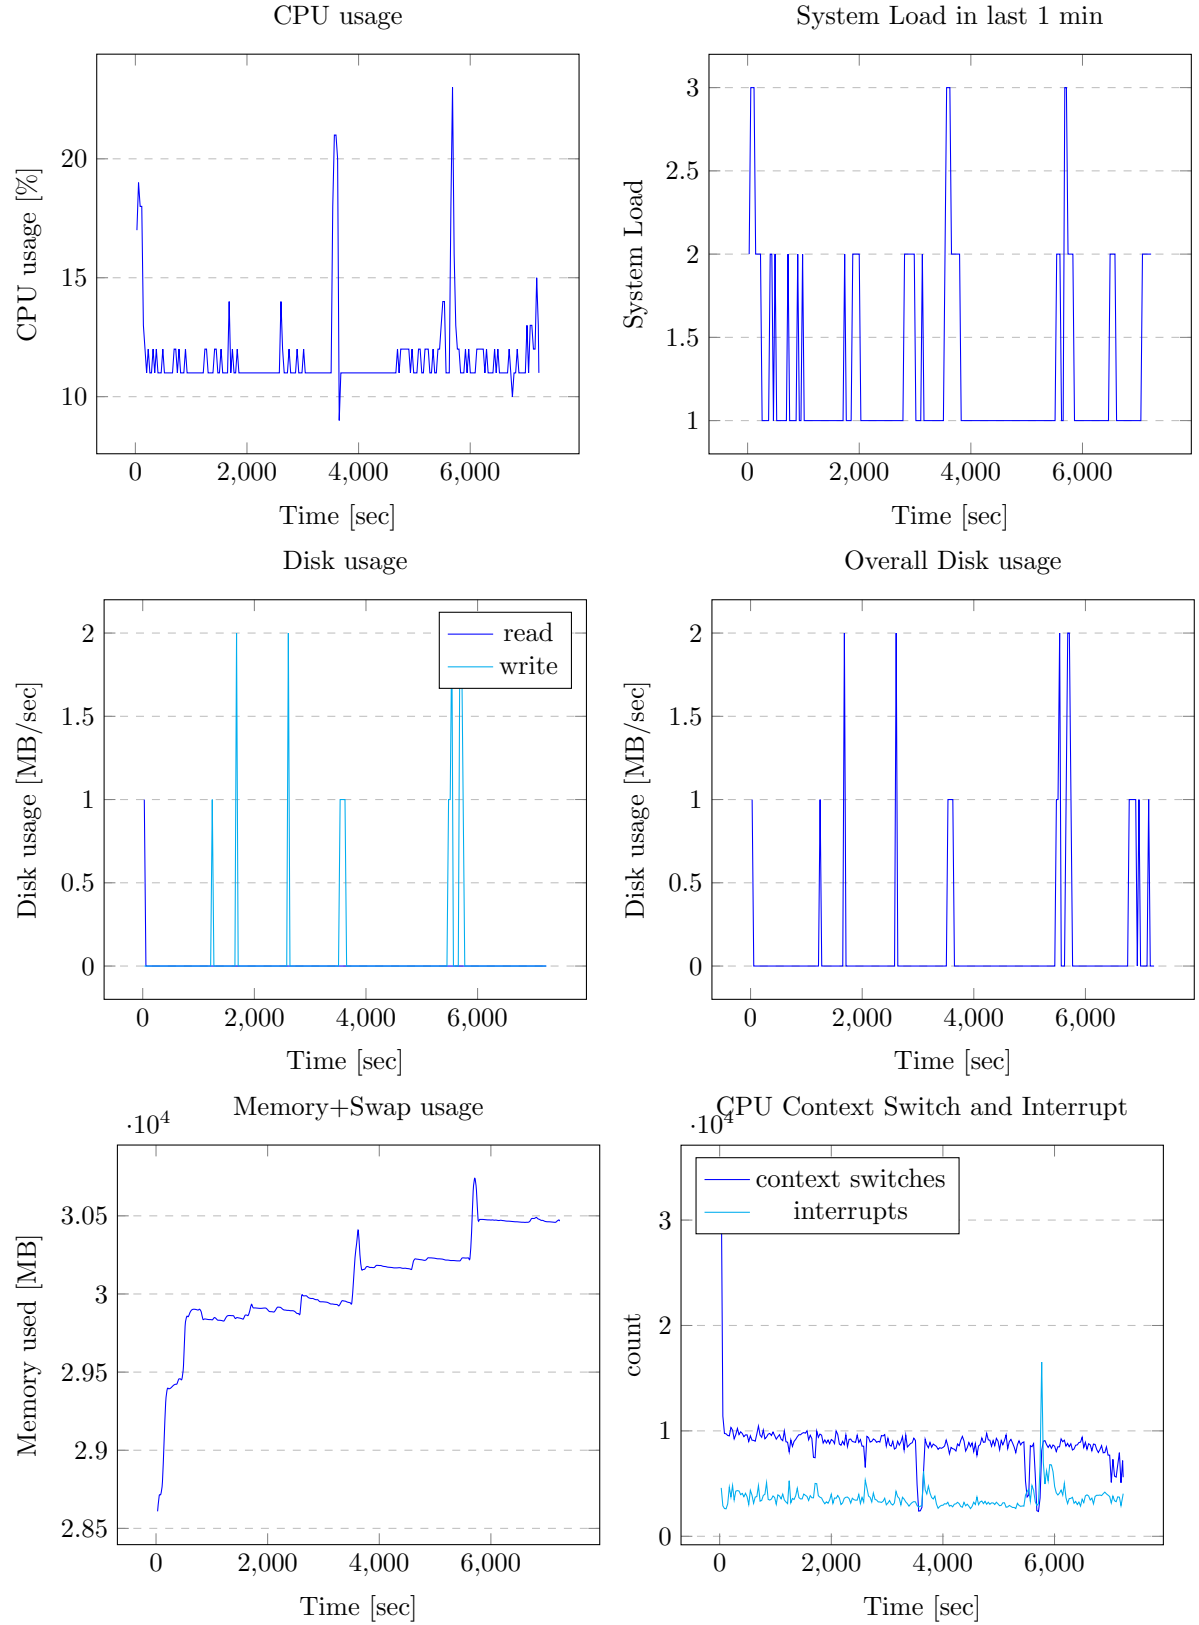 CPU usage
CPU usage [%]
20
15
10
0 2,000 4,000 6,000
Time [sec]
System Load in last 1 min
System Load
3
2.5
2
1.5
1
0 2,000 4,000 6,000
Time [sec]
Disk usage
Disk usage [MB/sec]
2
1.5
1
0.5
0
read
write
0 2,000 4,000 6,000
Time [sec]
Overall Disk usage
Disk usage [MB/sec]
2
1.5
1
0.5
0
0 2,000 4,000 6,000
Time [sec]
Memory+Swap usage
·10⁴
Memory used [MB]
3.05
3
2.95
2.9
2.85
0 2,000 4,000 6,000
Time [sec]
CPU Context Switch and Interrupt
·10⁴
count
context switches
interrupts
3
2
1
0
0 2,000 4,000 6,000
Time [sec]